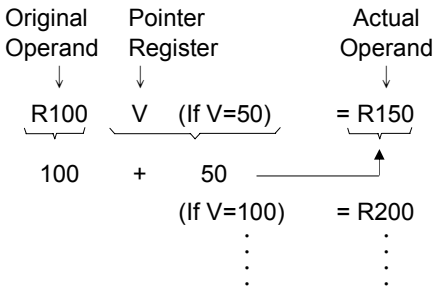 Original Pointer Actual
Operand Register Operand
R100 V (If V=50) = R150
100 + 50
(If V=100) = R200